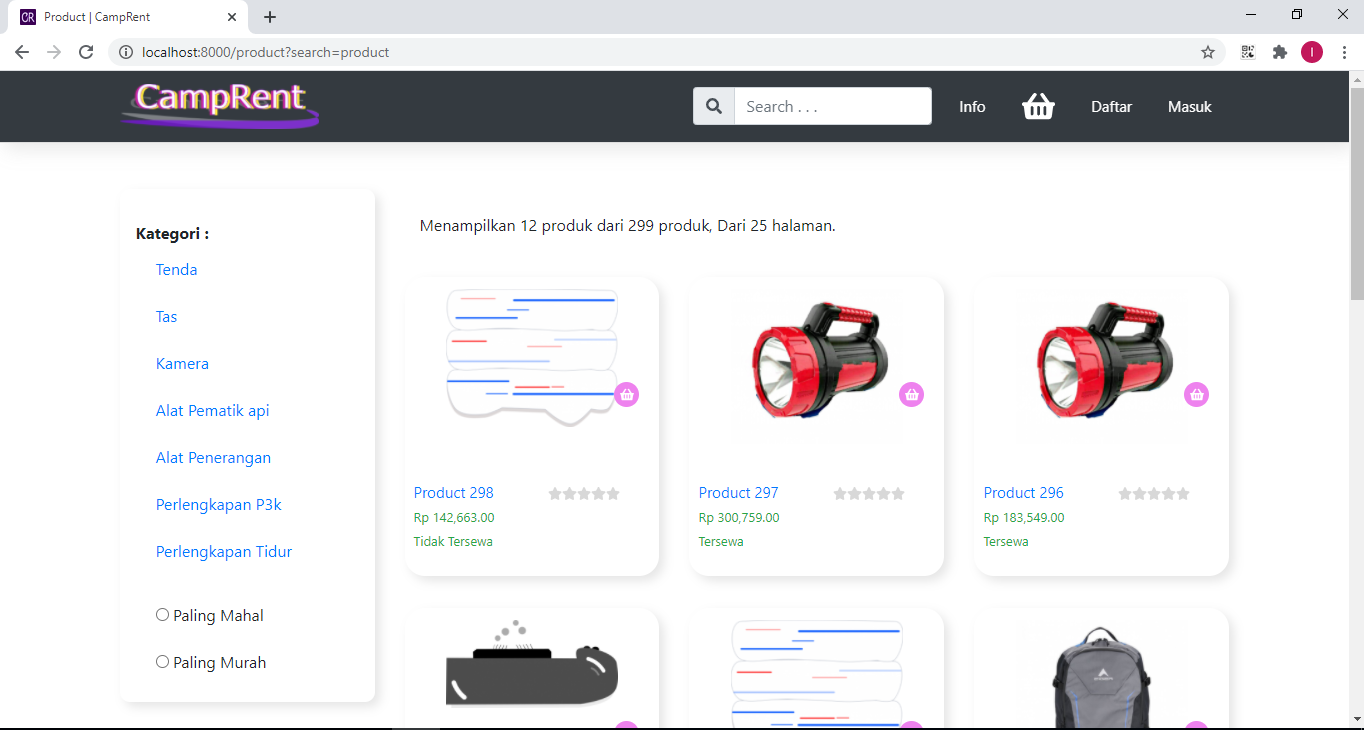 Product | CampRent
localhost:8000/product?search=product
CampRent
Search . . .
Info
Daftar
Masuk
Kategori :
Tenda
Tas
Kamera
Alat Pematik api
Alat Penerangan
Perlengkapan P3k
Perlengkapan Tidur
Paling Mahal
Paling Murah
Menampilkan 12 produk dari 299 produk, Dari 25 halaman.
Product 298
Rp 142,663.00
Tidak Tersewa
Product 297
Rp 300,759.00
Tersewa
Product 296
Rp 183,549.00
Tersewa